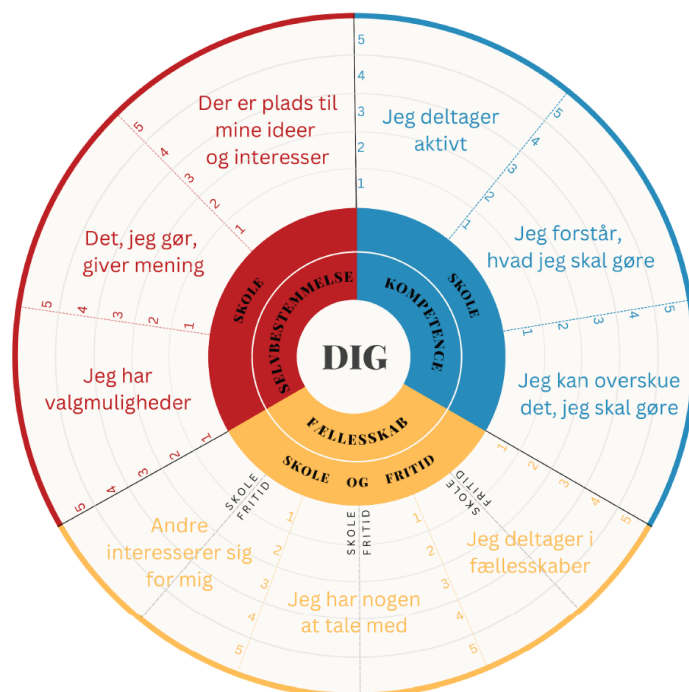 DIG
SELVBESTEMMELSE
SKOLE
KOMPETENCE
SKOLE
FÆLLESSKAB
SKOLE OG FRITID
Der er plads til
mine ideer
og interesser
1
2
3
4
5
Det, jeg gør,
giver mening
1
2
3
4
5
Jeg har
valgmuligheder
1
2
3
4
5
Jeg deltager
aktivt
1
2
3
4
5
Jeg forstår,
hvad jeg skal gøre
1
2
3
4
5
Jeg kan overskue
det, jeg skal gøre
1
2
3
4
5
Jeg deltager i
fællesskaber
SKOLE
FRITID
1
2
3
4
5
Jeg har nogen
at tale med
SKOLE
FRITID
1
2
3
4
5
Andre
interesserer sig
for mig
SKOLE
FRITID
1
2
3
4
5